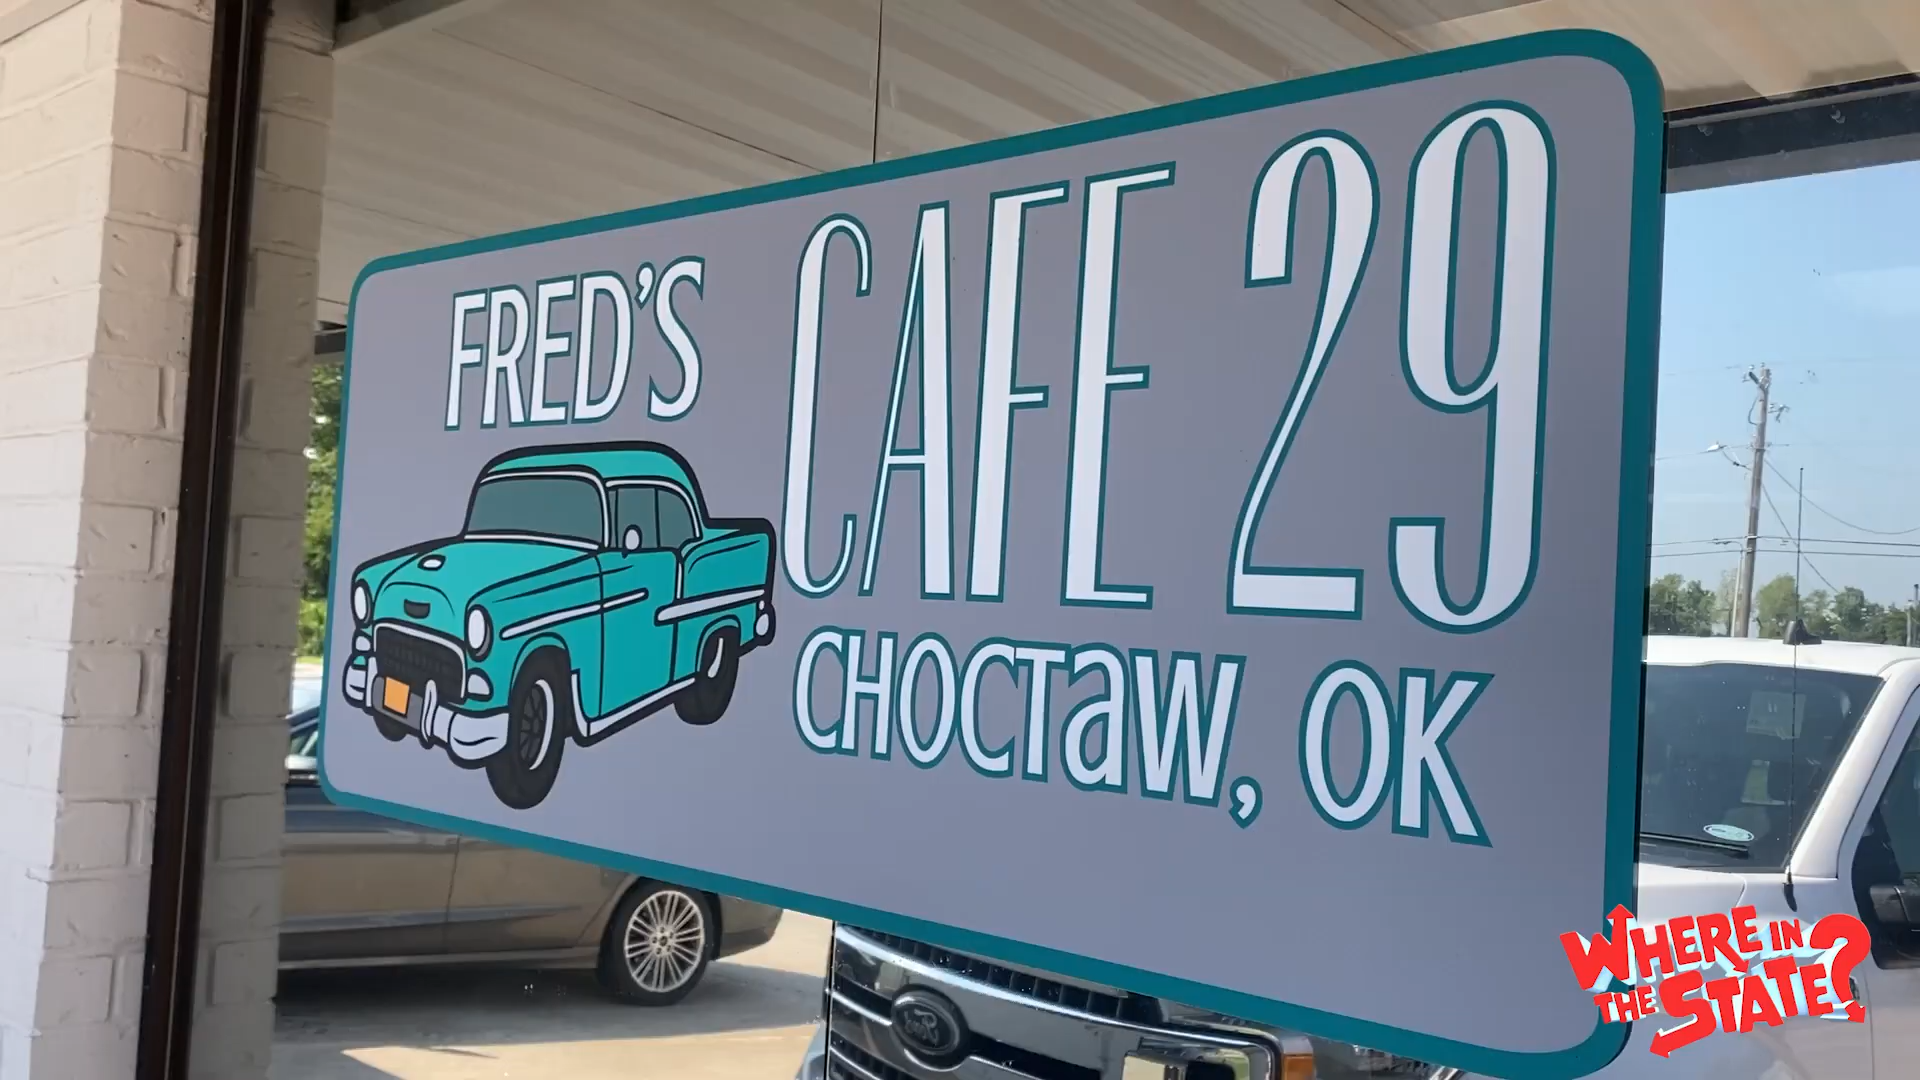 FRED'S
CAFE 29
CHOCTaW, OK
WHERE IN
THE STATE?